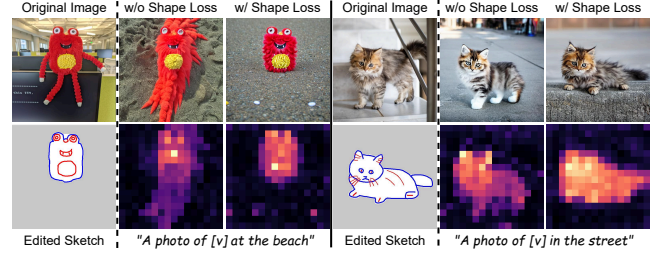 Original Image w/o Shape Loss w/ Shape Loss Original Image w/o Shape Loss w/ Shape Loss
Edited Sketch "A photo of [v] at the beach" Edited Sketch "A photo of [v] in the street"